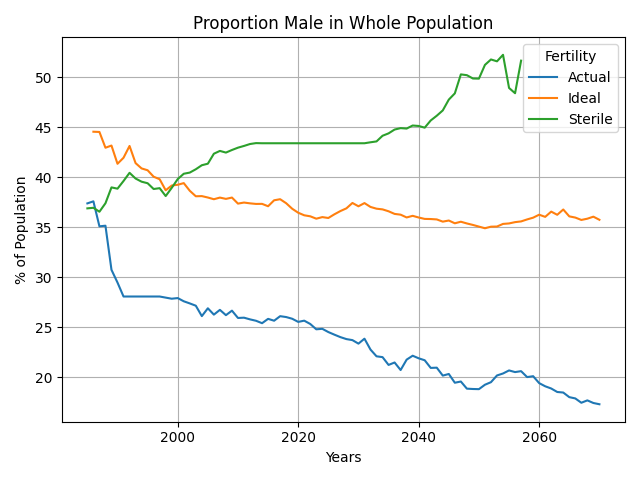 Proportion Male in Whole Population
% of Population
50
45
40
35
30
25
20
2000
2020
2040
2060
Years
Fertility
Actual
Ideal
Sterile